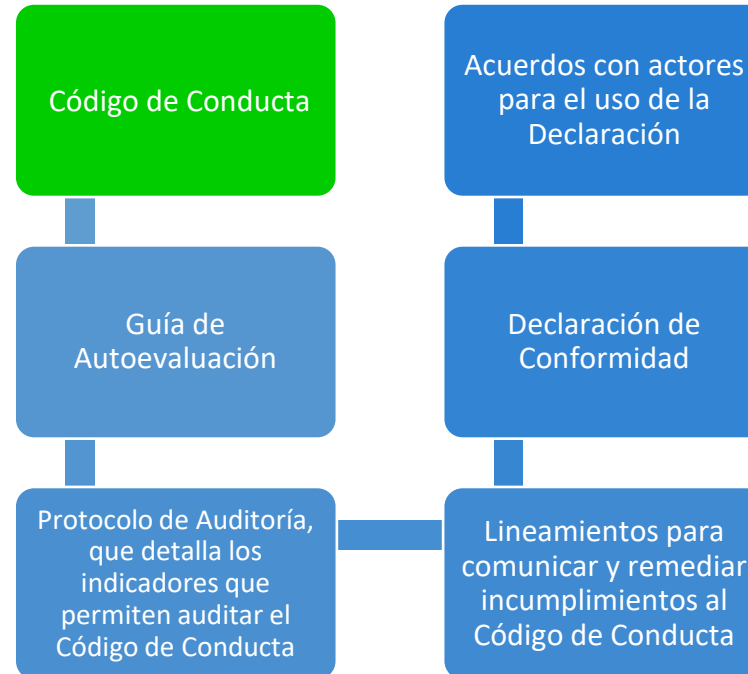 Código de Conducta
Guía de
Autoevaluación
Protocolo de Auditoría,
que detalla los
indicadores que
permiten auditar el
Código de Conducta
Lineamientos para
comunicar y remediar
incumplimientos al
Código de Conducta
Declaración de
Conformidad
Acuerdos con actores
para el uso de la
Declaración